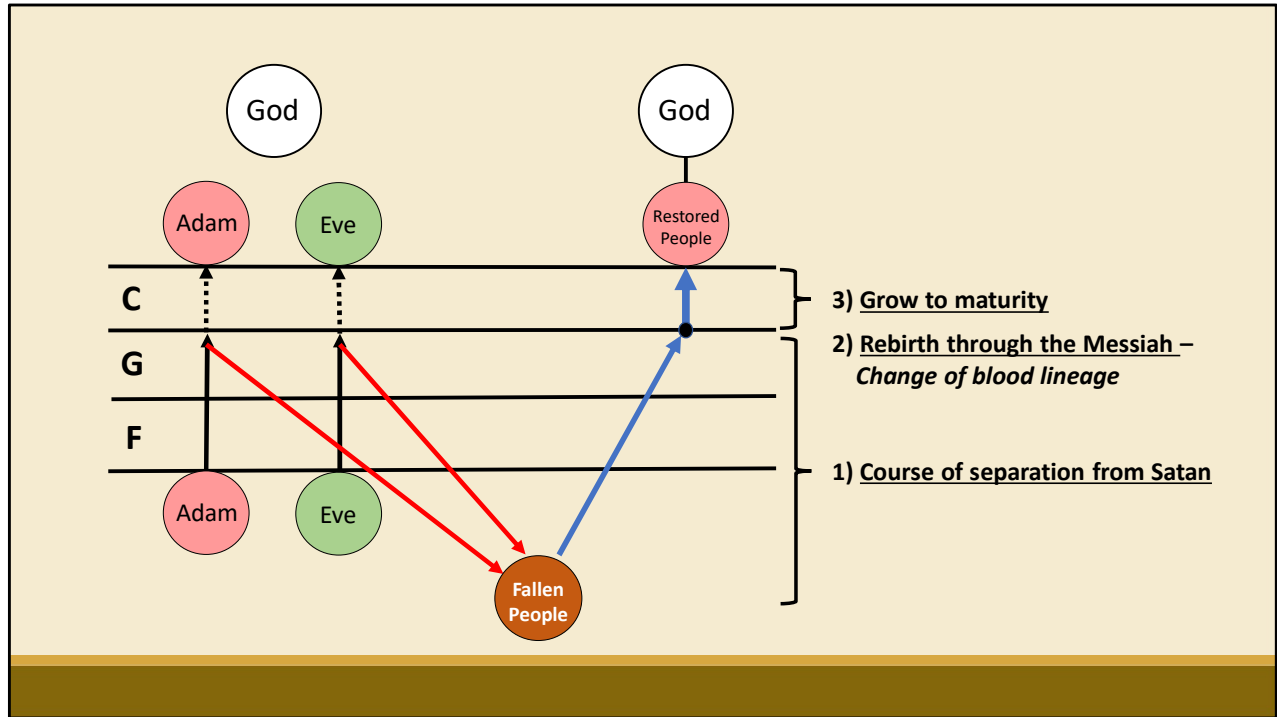 God
God
Adam
Eve
Restored
People
C
3) Grow to maturity
2) Rebirth through the Messiah –
Change of blood lineage
G
F
1) Course of separation from Satan
Adam
Eve
Fallen
People